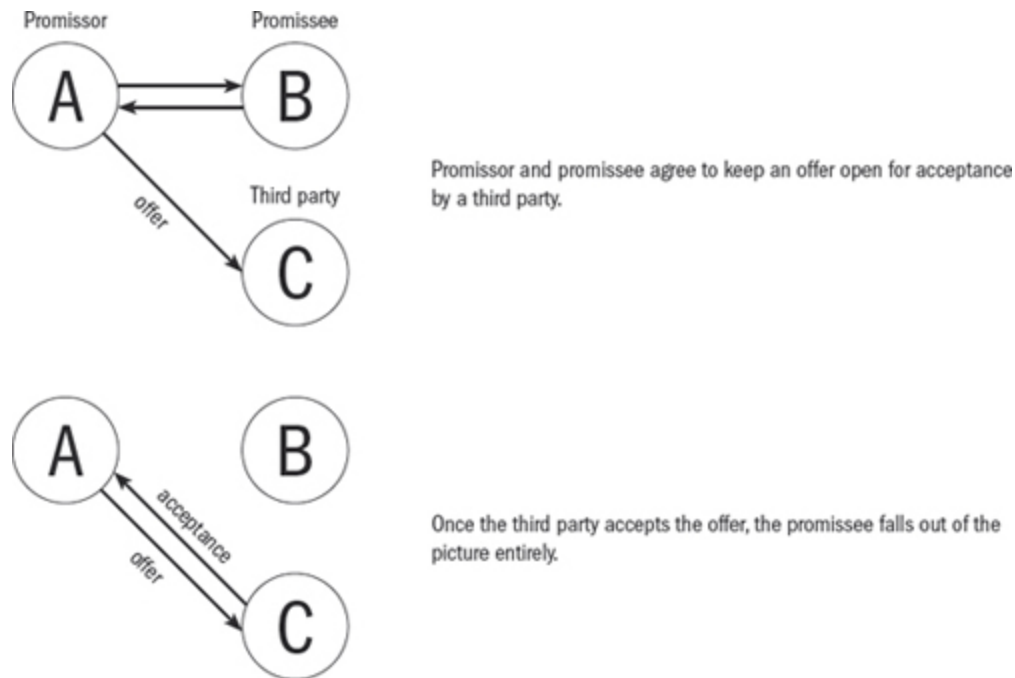 Promissor
Promissee
A
B
Promissor and promissee agree to keep an offer open for acceptance
by a third party.
offer
Third party
C
A
B
acceptance
offer
Once the third party accepts the offer, the promissee falls out of the
picture entirely.
C